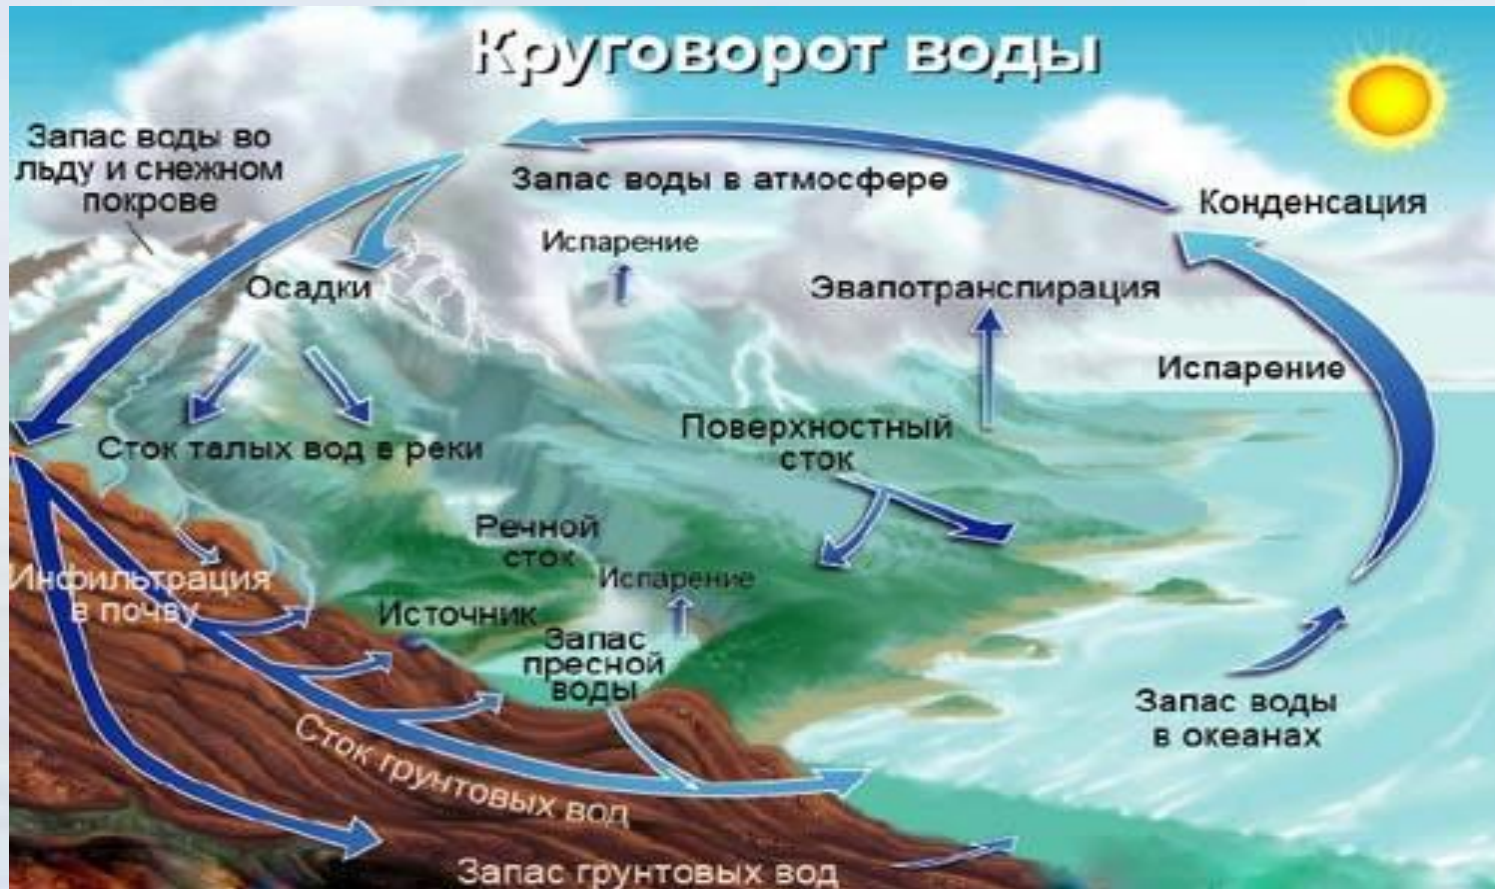 Круговорот воды
Запас воды во
льду и снежном
покрове
Запас воды в атмосфере
Конденсация
Испарение
Осадки
Эвапотранспирация
Испарение
Сток талых вод в реки
Поверхностный
сток
Речной
сток
Испарение
Инфильтрация
в почву
Источник
Запас
пресной
воды
Запас воды
в океанах
Сток грунтовых вод
Запас грунтовых вод